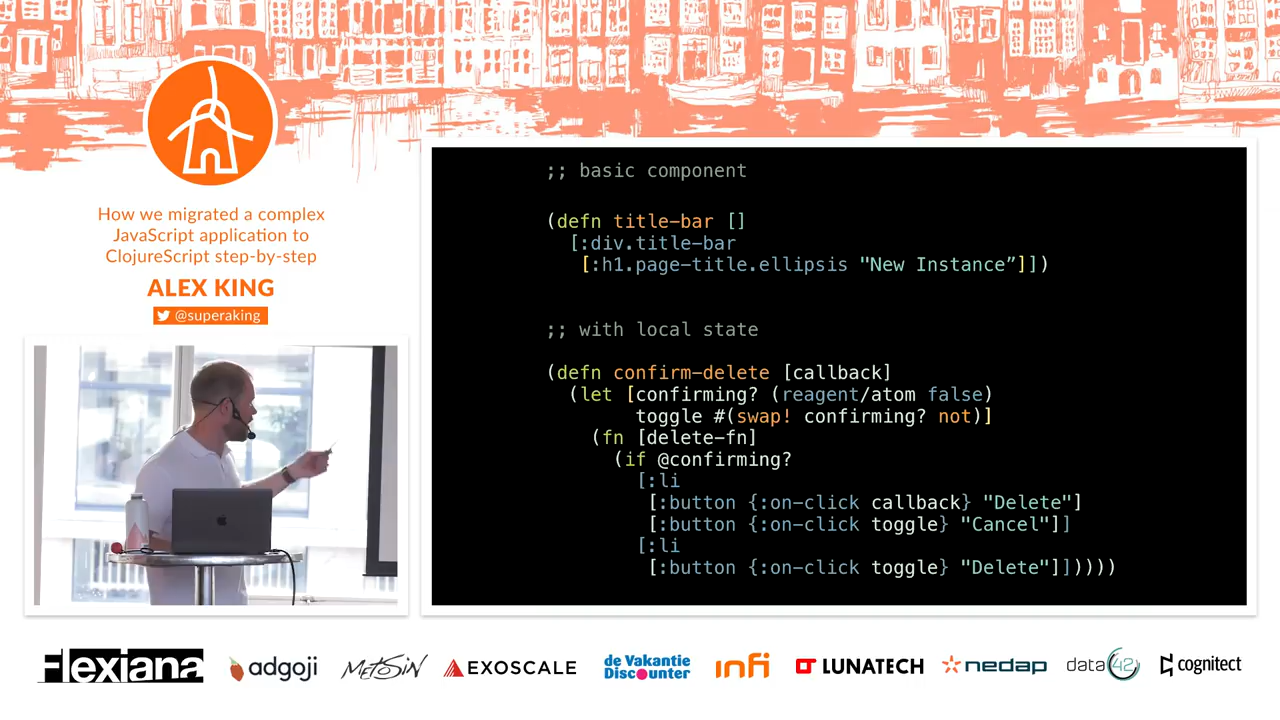 How we migrated a complex
JavaScript application to
ClojureScript step-by-step
ALEX KING
@superaking
;; basic component
(defn title-bar []
[:div.title-bar
[:h1.page-title.ellipsis "New Instance”]])
;; with local state
(defn confirm-delete [callback]
(let [confirming? (reagent/atom false)
toggle #(swap! confirming? not)]
(fn [delete-fn]
(if @confirming?
[:li
[:button {:on-click callback} "Delete"]
[:button {:on-click toggle} "Cancel"]]
[:li
[:button {:on-click toggle} "Delete"]]))))
Flexiana
adgoji
METOSIN
EXOSCALE
de Vakantie
Discounter
infi
LUNATECH
nedap
data 42
cognitect